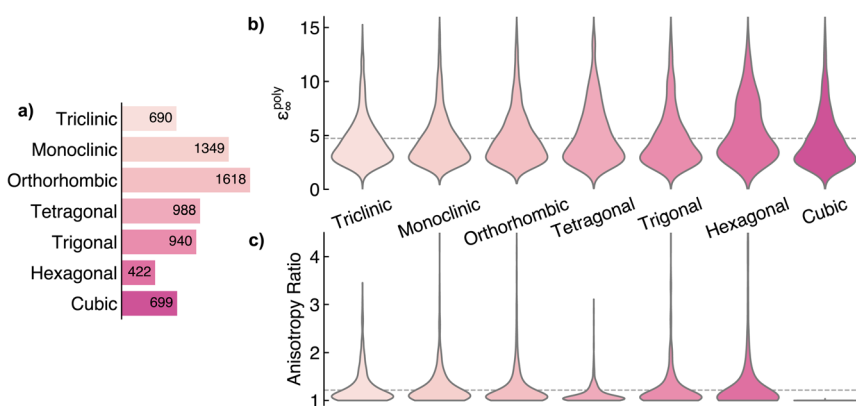 a)
Triclinic 690
Monoclinic 1349
Orthorhombic 1618
Tetragonal 988
Trigonal 940
Hexagonal 422
Cubic 699
b)
ε∞poly
15
10
5
0
Triclinic Monoclinic Orthorhombic Tetragonal Trigonal Hexagonal Cubic
c)
Anisotropy Ratio
4
3
2
1